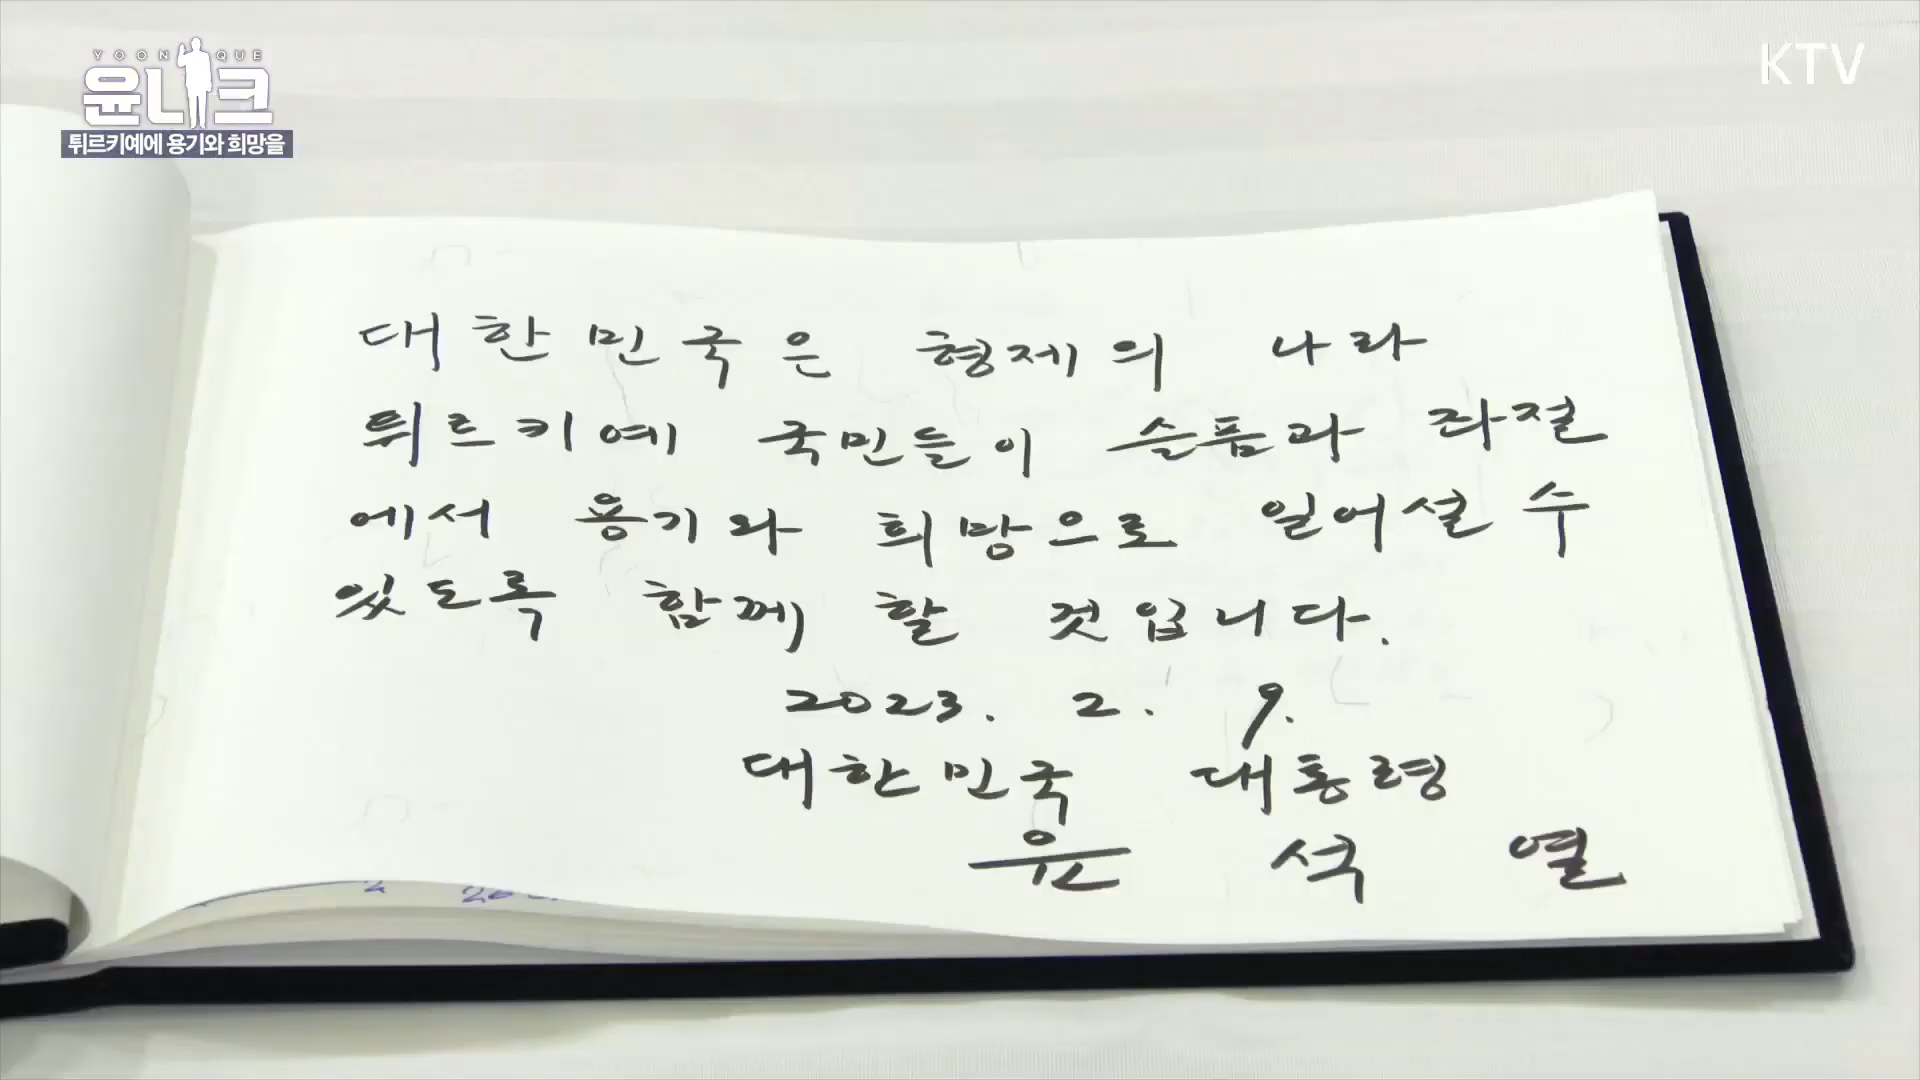 YOONIQUE
윤니크
튀르키예에 용기와 희망을
KTV
대한민국은 형제의 나라
튀르키예 국민들이 슬픔과 좌절
에서 용기와 희망으로 일어설 수
있도록 함께 할 것입니다.
2023. 2. 9.
대한민국 대통령
윤 석 열